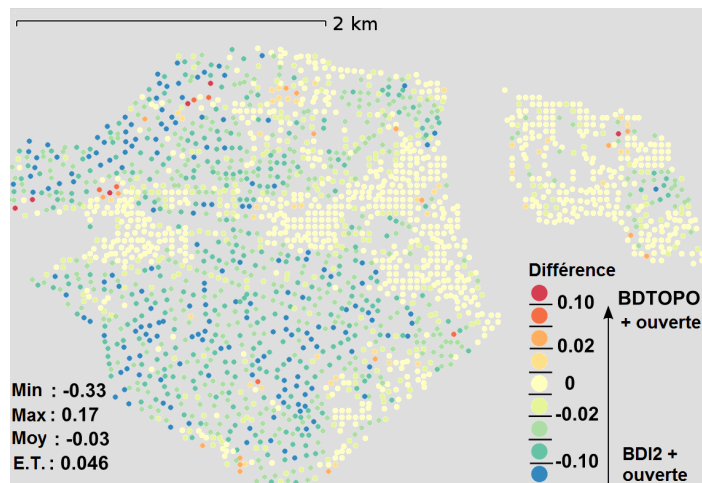 2 km
Différence
0.10
0.02
0
-0.02
-0.10
BDTOPO
+ ouverte
BDI2 +
ouverte
Min : -0.33
Max : 0.17
Moy : -0.03
E.T. : 0.046